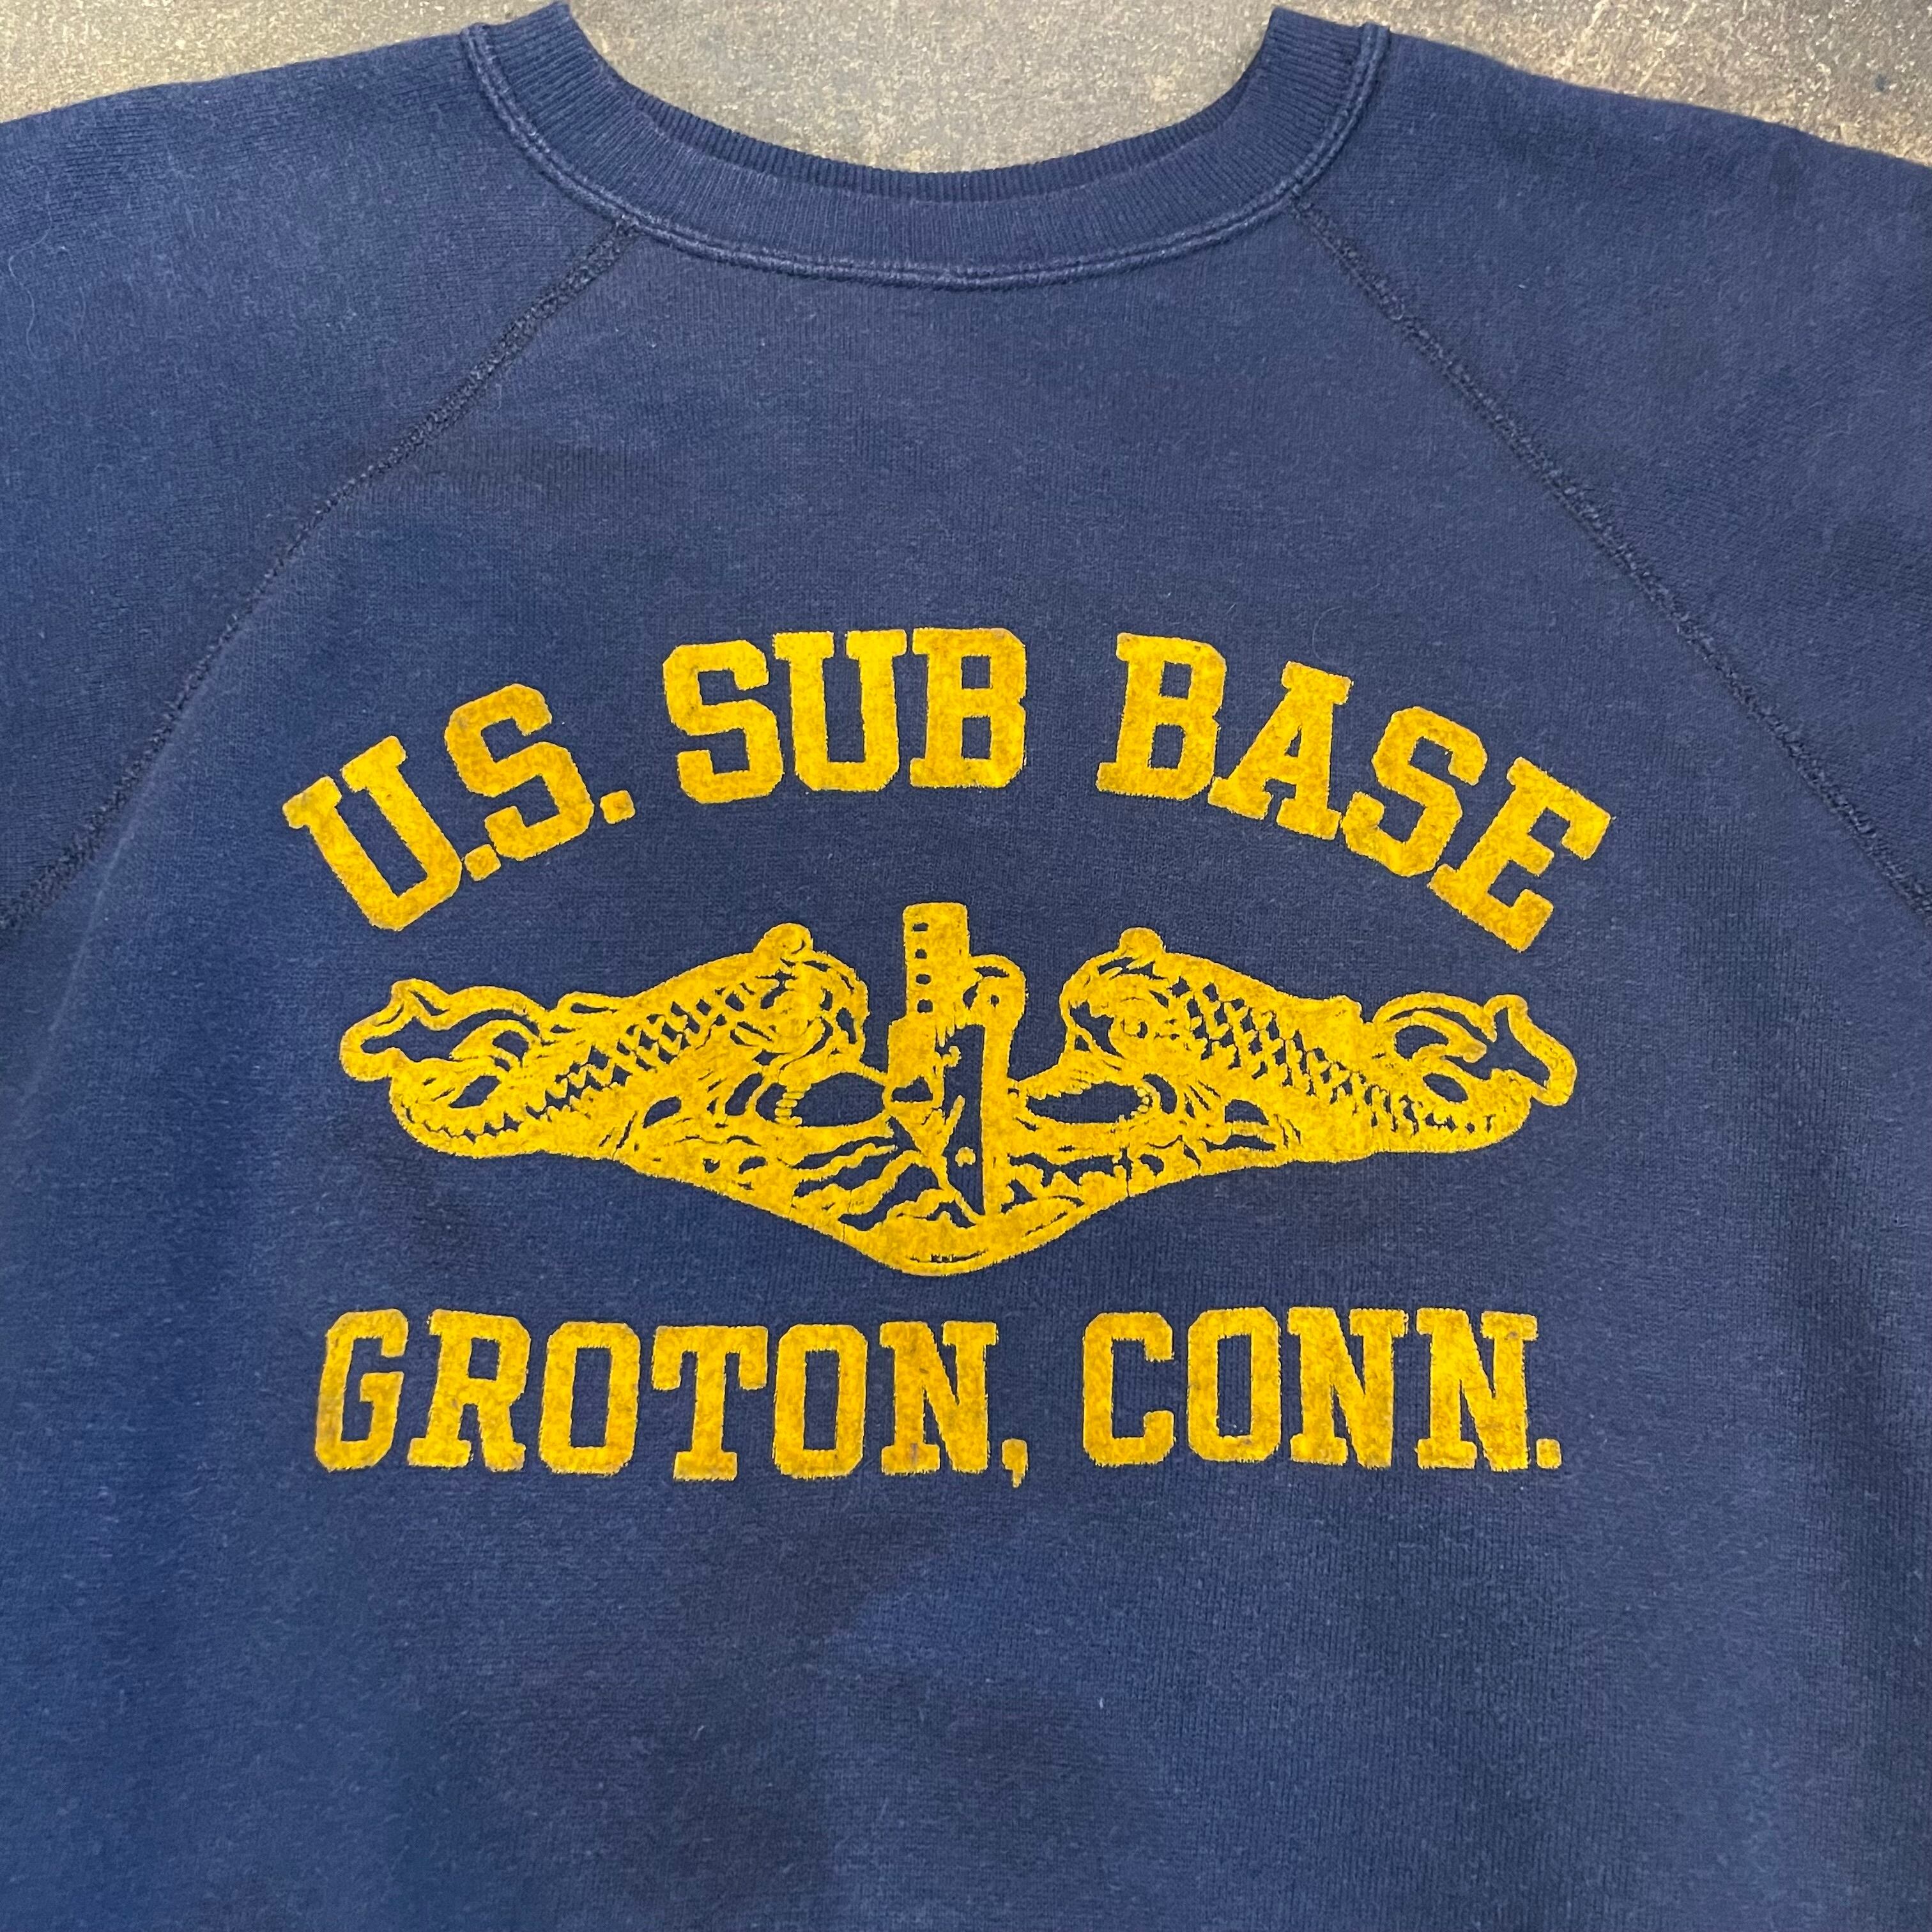 U.S. SUB BASE
GROTON, CONN.